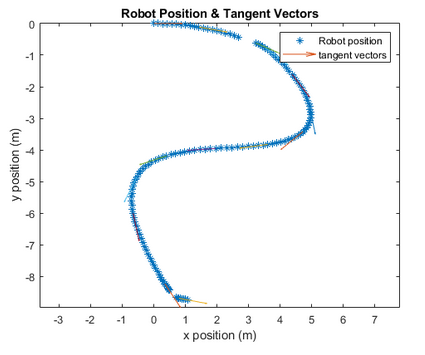 Robot Position & Tangent Vectors
Robot position
tangent vectors
y position (m)
0
-1
-2
-3
-4
-5
-6
-7
-8
-3 -2 -1 0 1 2 3 4 5 6 7
x position (m)